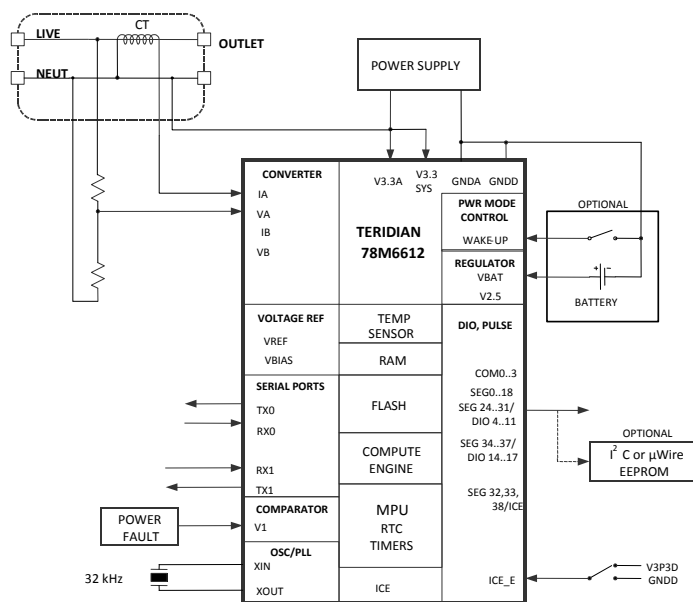 CT
LIVE
OUTLET
NEUT
POWER SUPPLY
CONVERTER
IA
VA
IB
VB
V3.3A
V3.3
SYS
GNDA GNDD
TERIDIAN
78M6612
PWR MODE
CONTROL
WAKE-UP
REGULATOR
VBAT
V2.5
OPTIONAL
+ -
BATTERY
VOLTAGE REF
VREF
VBIAS
TEMP
SENSOR
RAM
DIO, PULSE
COM0..3
SEG0..18
SEG 24..31/
DIO 4..11
SEG 34..37/
DIO 14..17
SEG 32,33,
38/ICE
SERIAL PORTS
TX0
RX0
RX1
TX1
FLASH
COMPUTE
ENGINE
OPTIONAL
I2 C or µWire
EEPROM
COMPARATOR
V1
POWER
FAULT
MPU
RTC
TIMERS
OSC/PLL
XIN
XOUT
32 kHz
ICE
ICE_E
V3P3D
GNDD